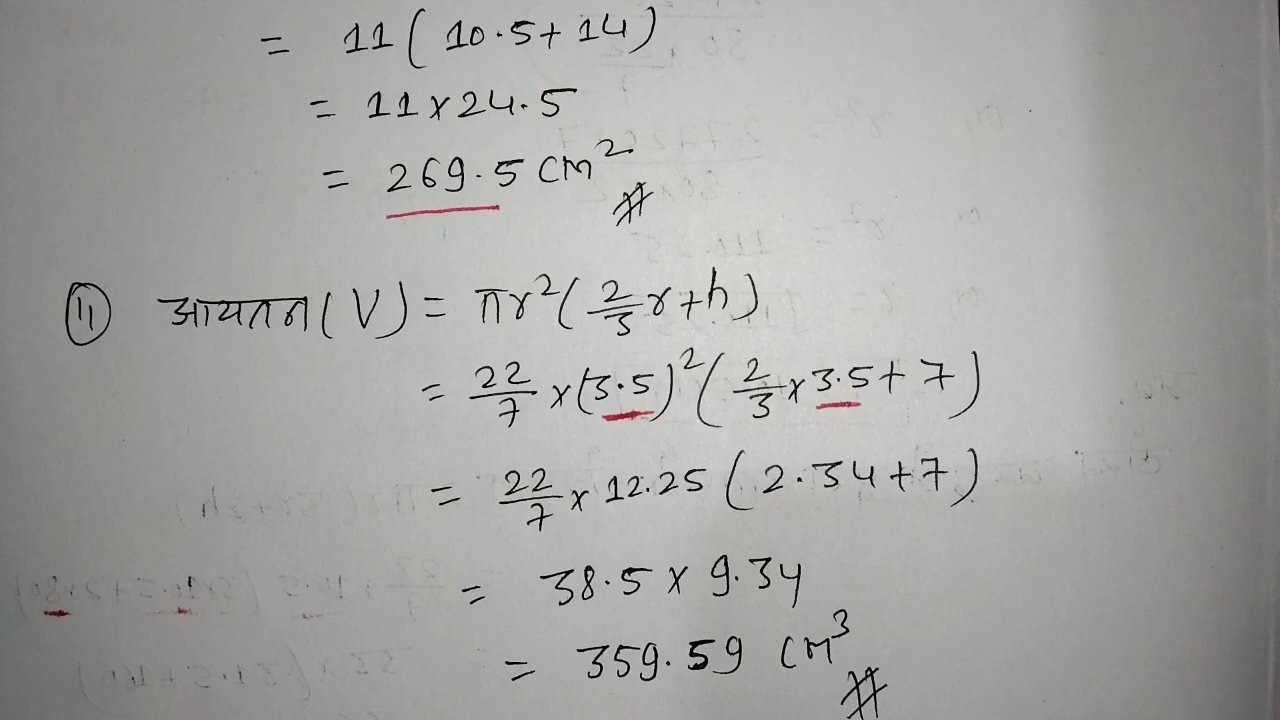 = 11 ( 10.5 + 14 )
= 11 x 24.5
= 269.5 cm²
(ii) आयतन ( V ) = πr² ( 2/3 r + h )
= 22/7 x (3.5)² ( 2/3 x 3.5 + 7 )
= 22/7 x 12.25 ( 2.34 + 7 )
= 38.5 x 9.34
= 359.59 cm³